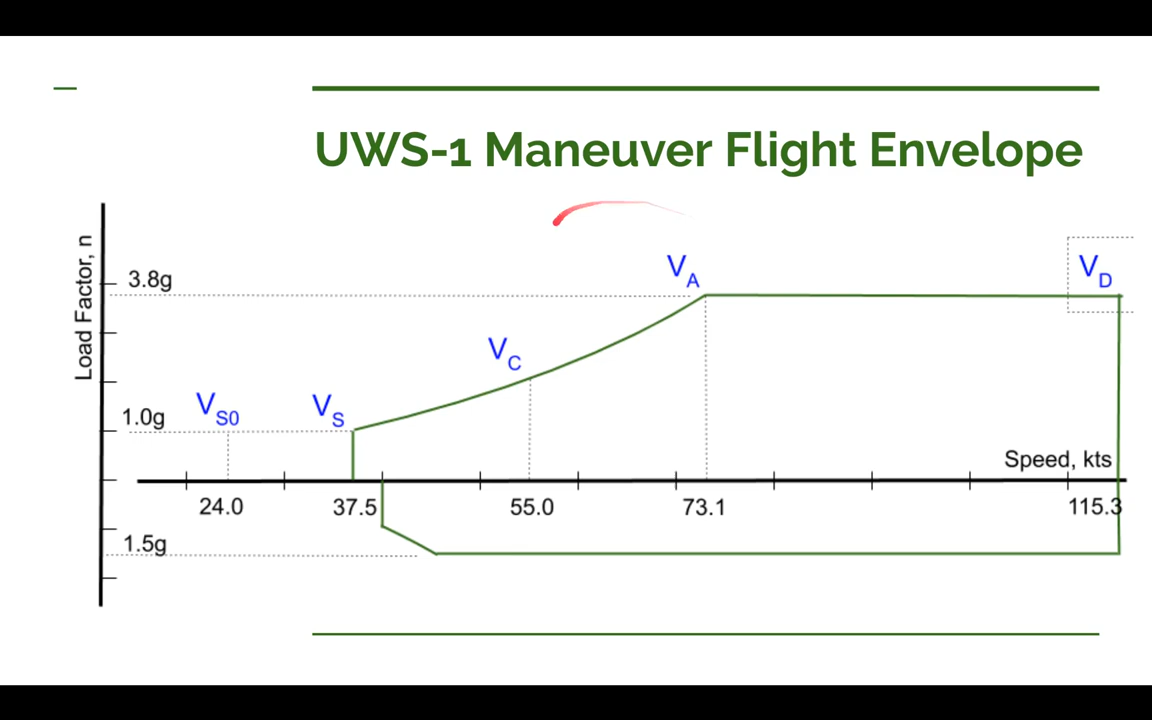 UWS-1 Maneuver Flight Envelope
Load Factor, n
3.8g
VA
VD
VC
VS0
VS
1.0g
Speed, kts
24.0
37.5
55.0
73.1
115.3
1.5g